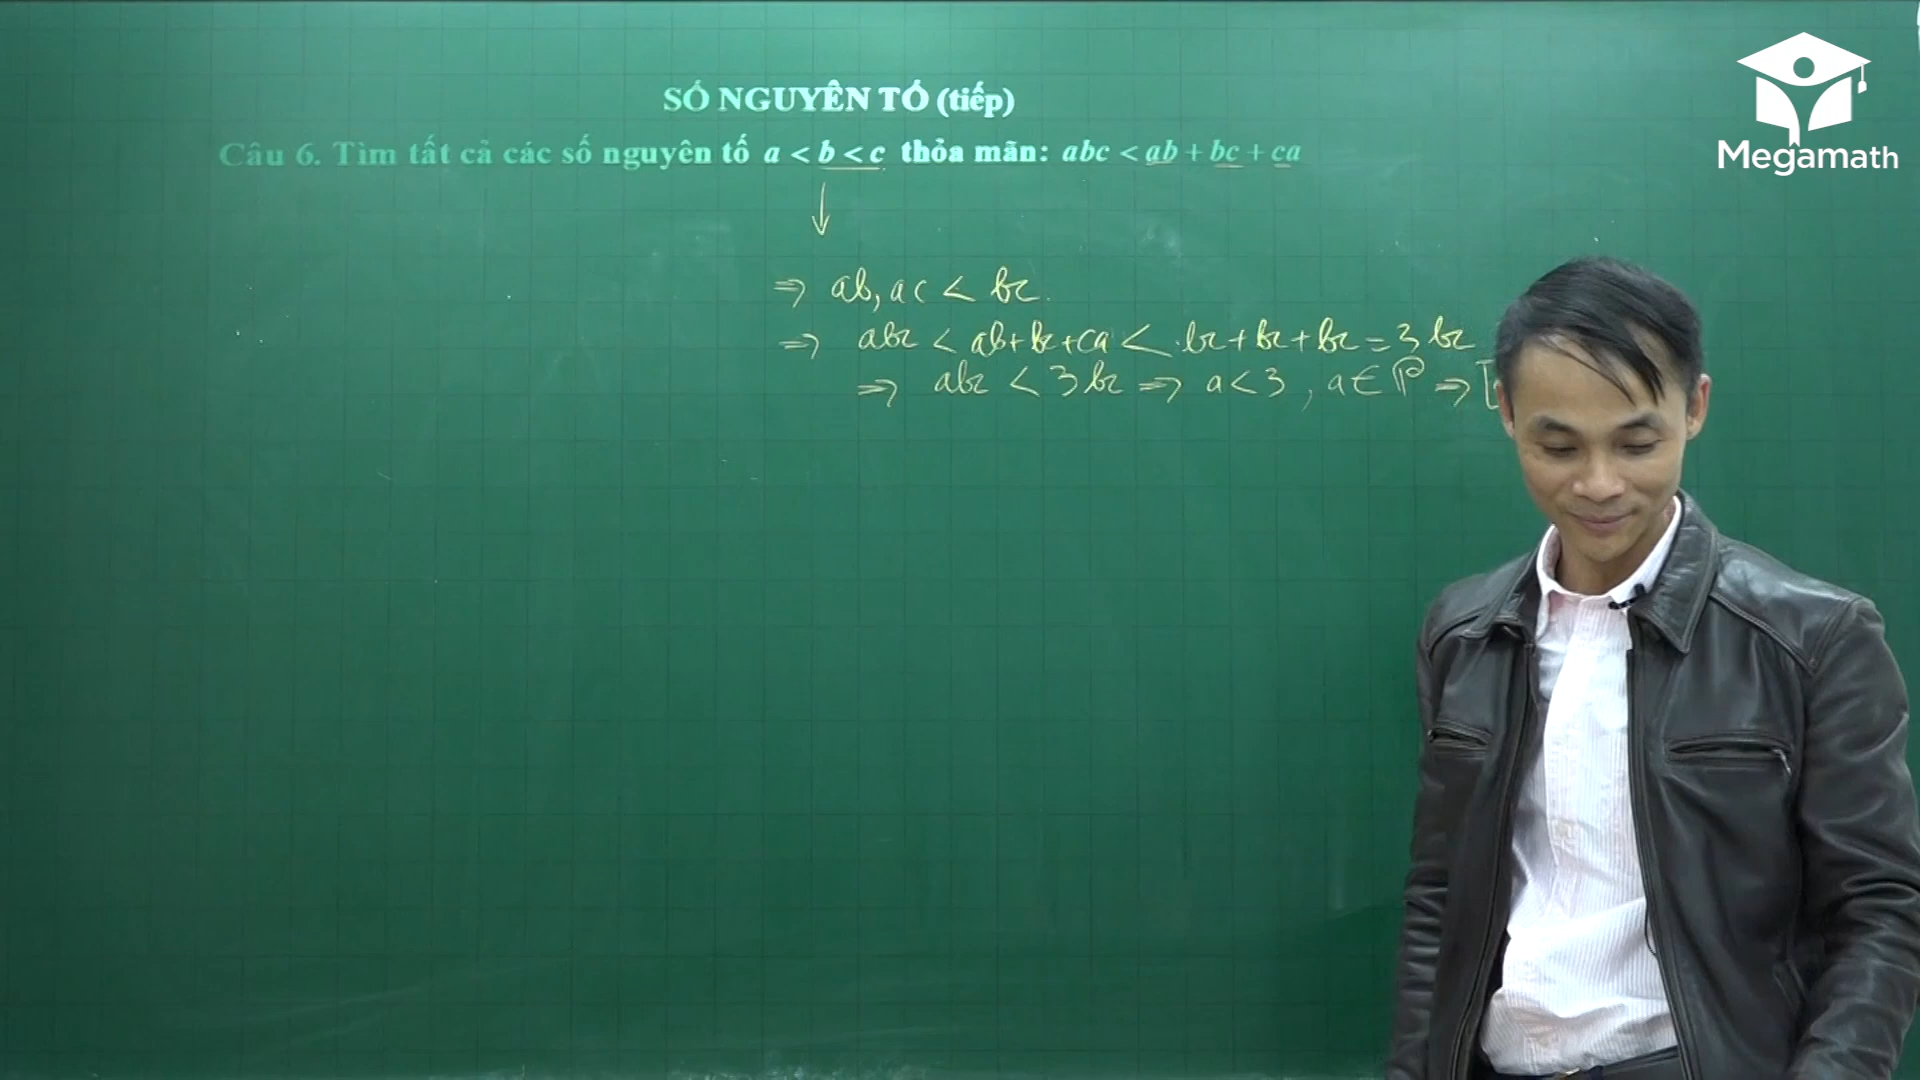 Megamath
SỐ NGUYÊN TỐ (tiếp)
Câu 6. Tìm tất cả các số nguyên tố a < b < c thỏa mãn: abc < ab + bc + ca
⇒ ab, ac < bc.
⇒ abc < ab+bc+ca < bc+bc+bc = 3bc
⇒ abc < 3bc ⇒ a < 3, a ∈ ℙ ⇒